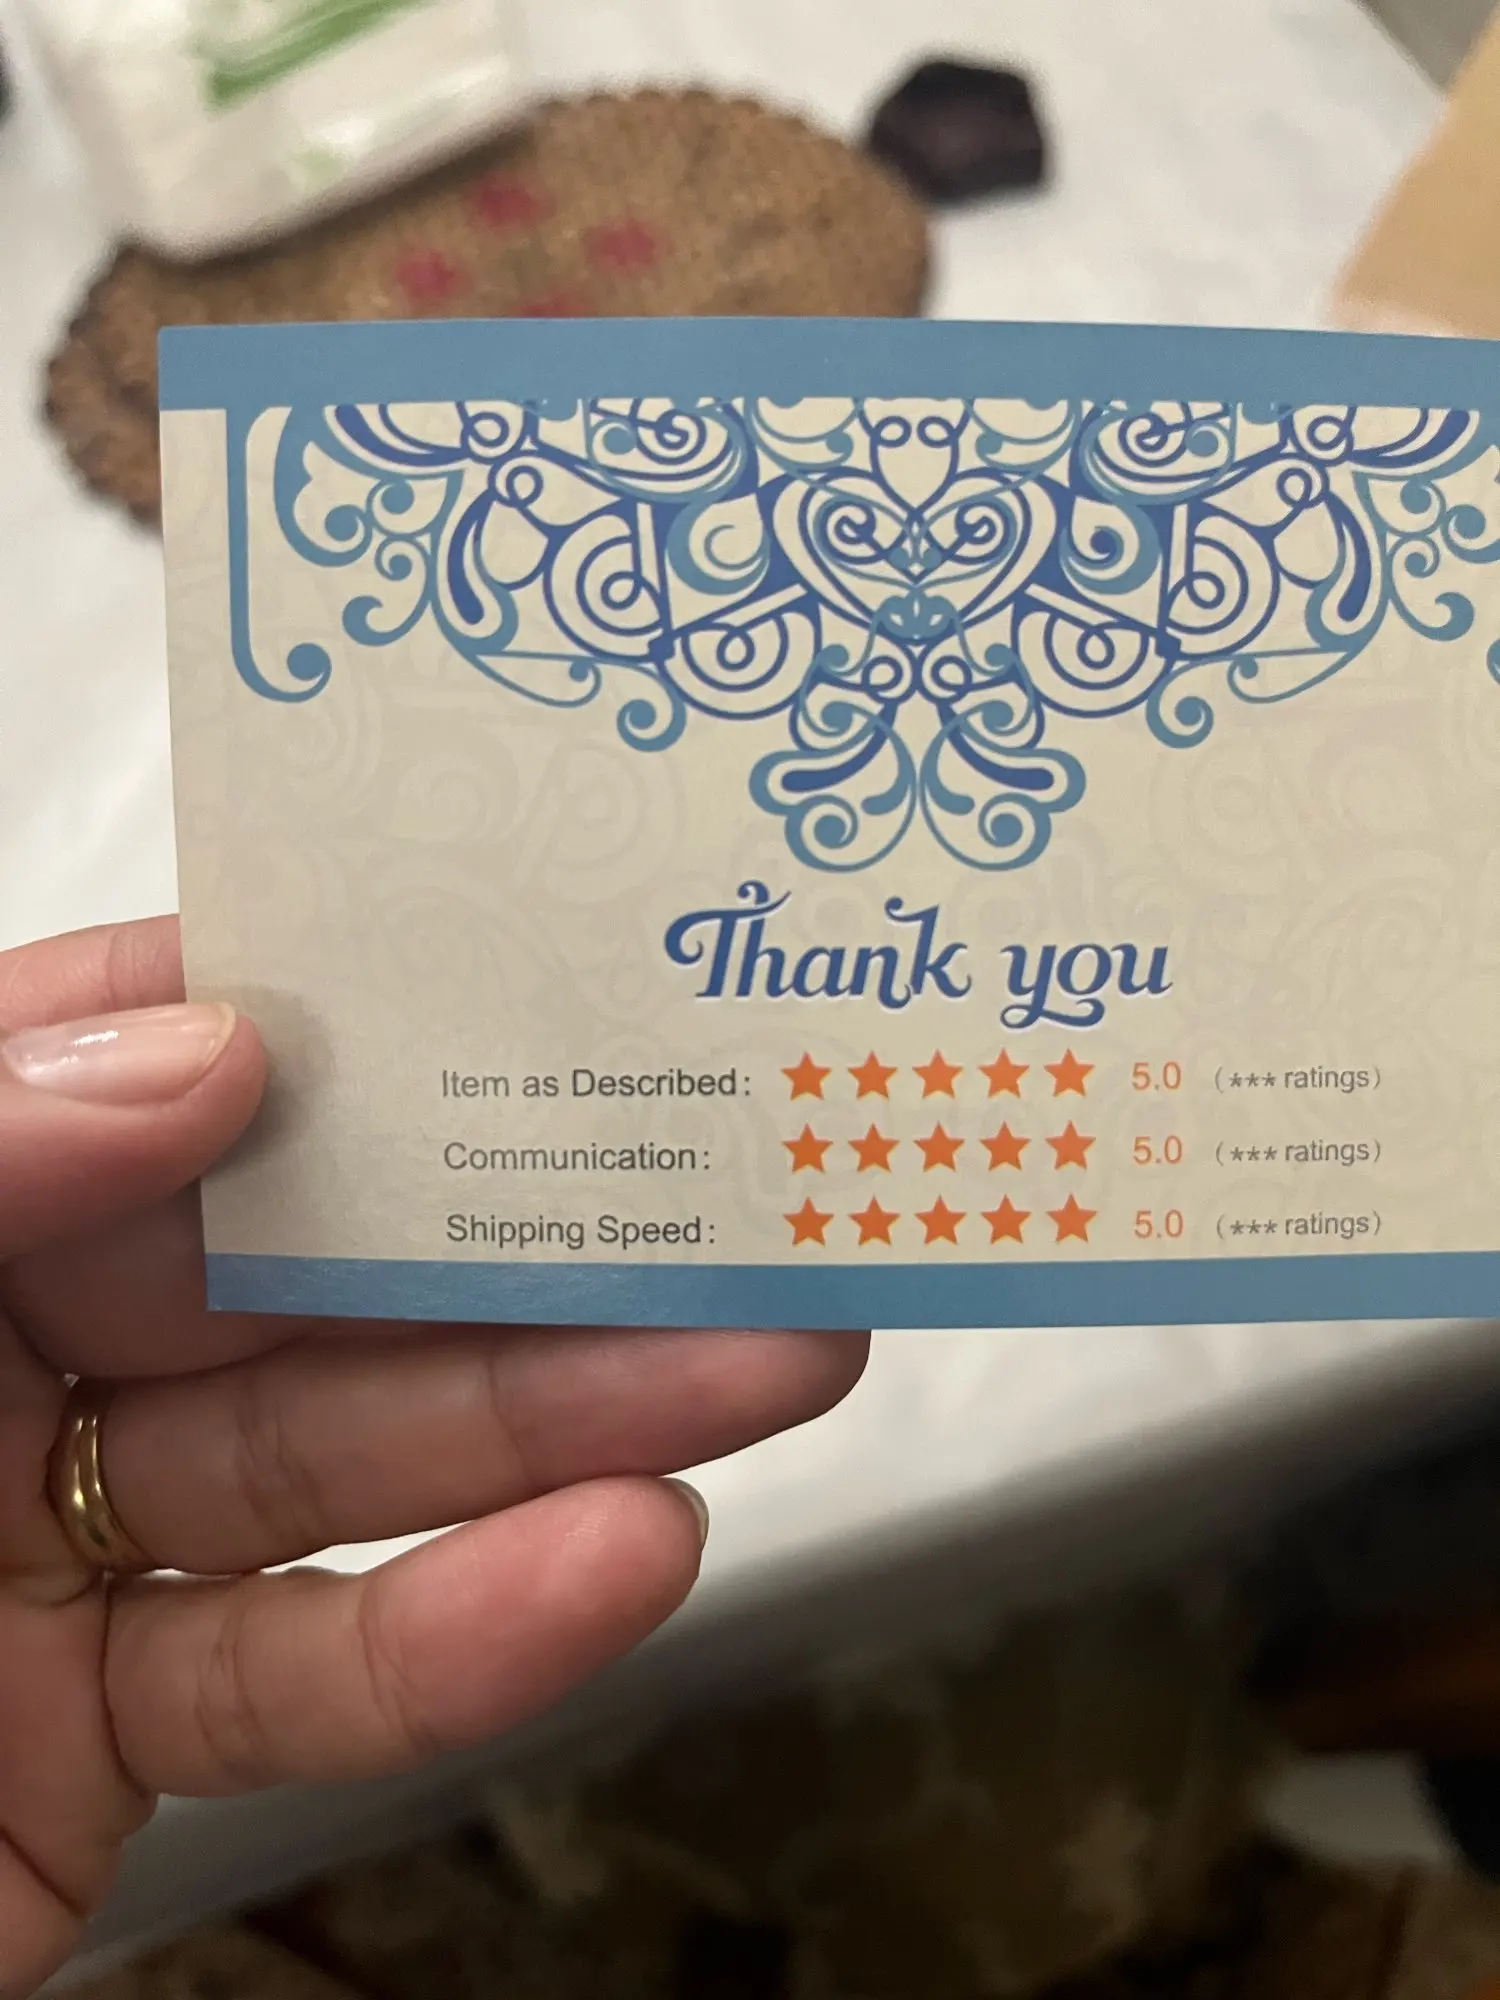 Thank you
Item as Described: ★★★★★ 5.0 (*** ratings)
Communication: ★★★★★ 5.0 (*** ratings)
Shipping Speed: ★★★★★ 5.0 (*** ratings)